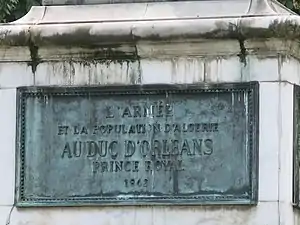 L'ARMÉE
ET LA POPULATION D'ALGERIE
AU DUC D'ORLEANS
PRINCE ROYAL